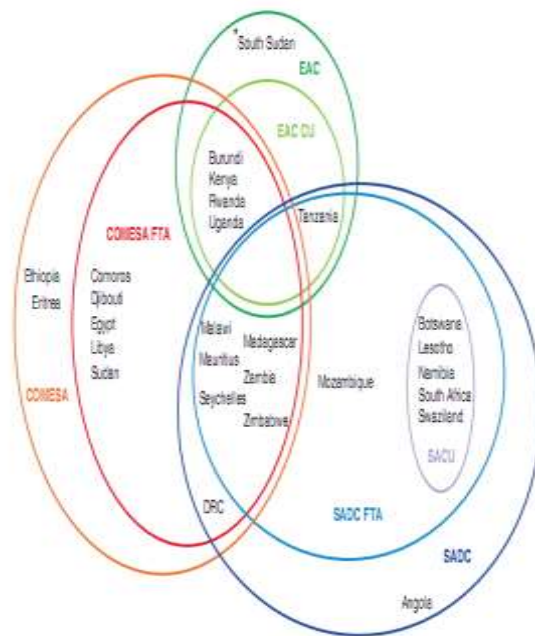 *South Sudan
EAC
EAC CU
Burundi
Kenya
Rwanda
Uganda
Tanzania
COMESA FTA
Ethiopia
Eritrea
COMESA
Comoros
Djibouti
Egypt
Libya
Sudan
Malawi
Madagascar
Mauritius
Zambia
Seychelles
Zimbabwe
Mozambique
Botswana
Lesotho
Namibia
South Africa
Swaziland
SACU
DRC
SADC FTA
SADC
Angola